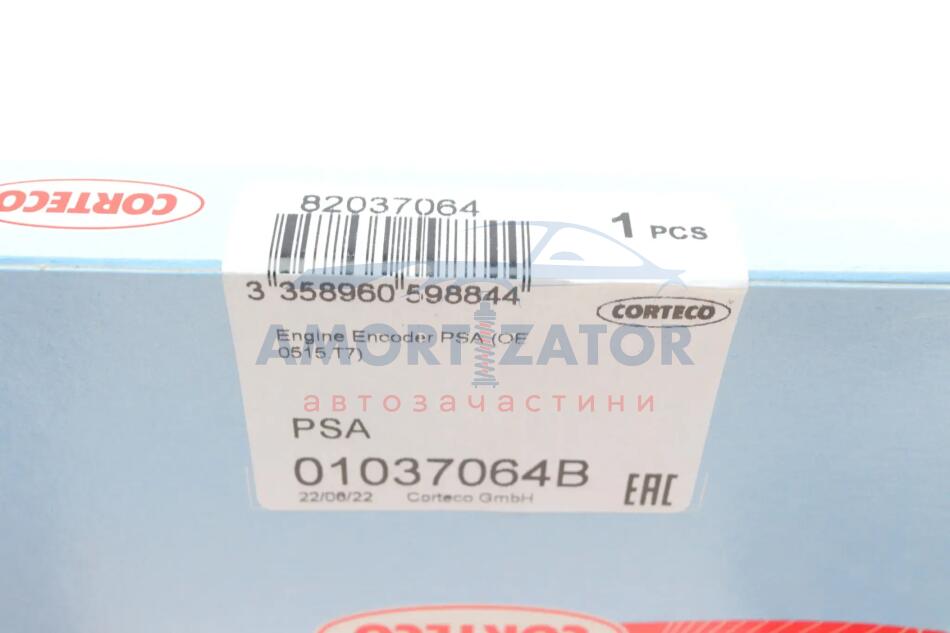 CORTECO
82037064
1 PCS
3 358960 598844
CORTECO
Engine Encoder PSA (OE
0515.T7)
AMORTIZATOR
автозачастини
PSA
01037064B
22/06/22 Corteco GmbH
EAC
CORTECO